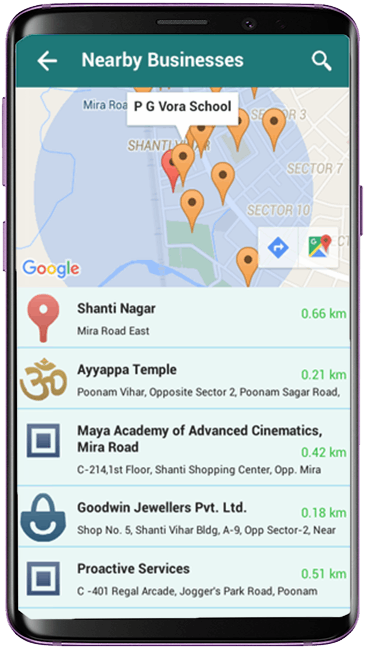 Nearby Businesses
Mira Roa
P G Vora School
SECTOR 3
SHANTI
SECTOR 7
SECTOR 10
Google
Shanti Nagar
0.66 km
Mira Road East
Ayyappa Temple
0.21 km
Poonam Vihar, Opposite Sector 2, Poonam Sagar Road,
Maya Academy of Advanced Cinematics,
Mira Road
0.42 km
C-214,1st Floor, Shanti Shopping Center, Opp. Mira
Goodwin Jewellers Pvt. Ltd.
0.18 km
Shop No. 5, Shanti Vihar Bldg, A-9, Opp Sector-2, Near
Proactive Services
0.51 km
C -401 Regal Arcade, Jogger's Park Road, Poonam